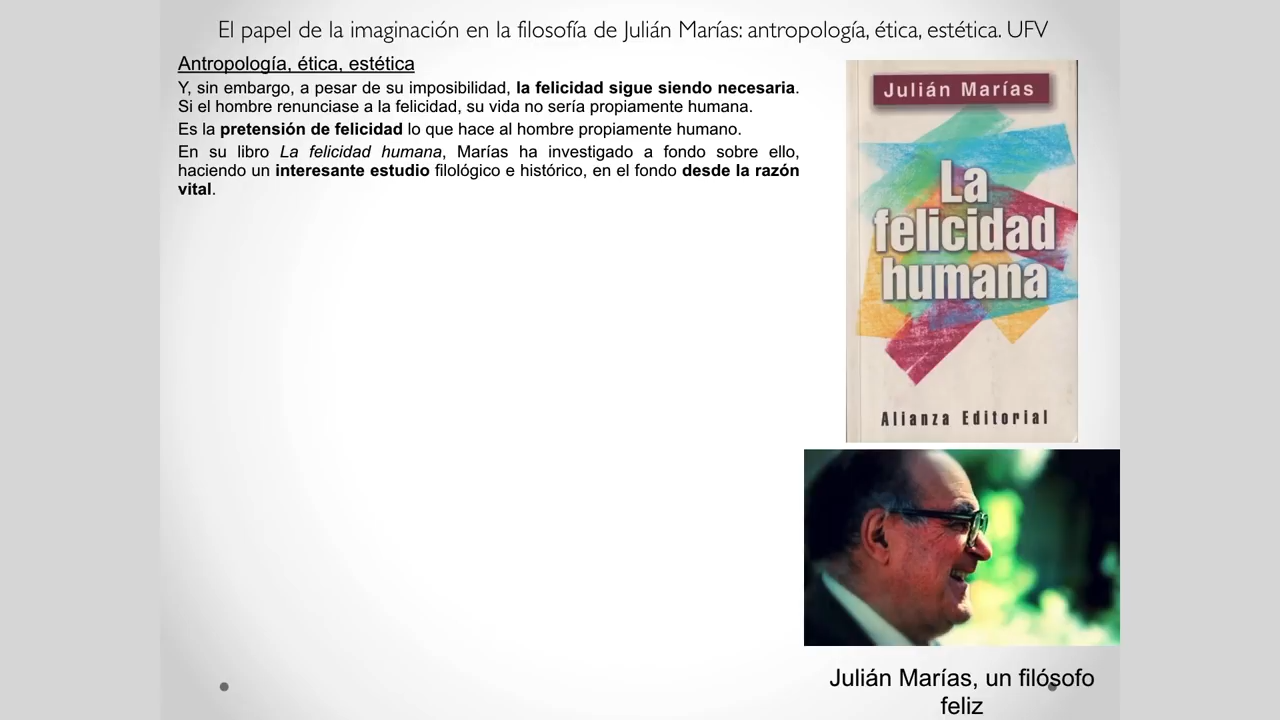 El papel de la imaginación en la filosofía de Julián Marías: antropología, ética, estética. UFV
Antropología, ética, estética
Y, sin embargo, a pesar de su imposibilidad, la felicidad sigue siendo necesaria.
Si el hombre renunciase a la felicidad, su vida no sería propiamente humana.
Es la pretensión de felicidad lo que hace al hombre propiamente humano.
En su libro La felicidad humana, Marías ha investigado a fondo sobre ello,
haciendo un interesante estudio filológico e histórico, en el fondo desde la razón
vital.
Julián Marías
La
felicidad
humana
Alianza Editorial
Julián Marías, un filósofo
feliz